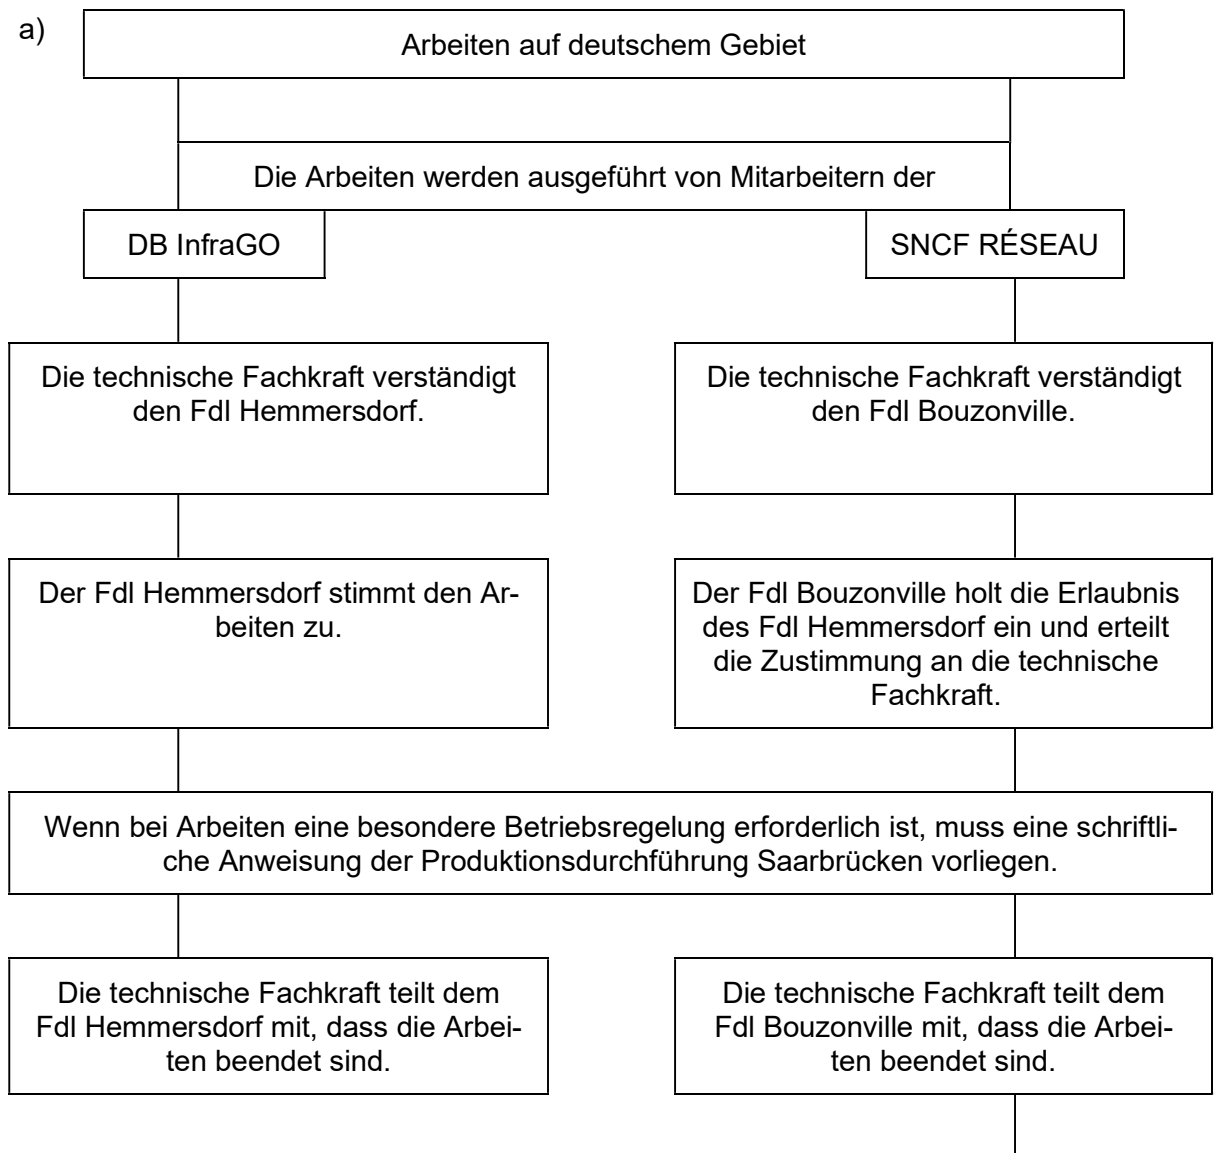 a)
Arbeiten auf deutschem Gebiet
Die Arbeiten werden ausgeführt von Mitarbeitern der
DB InfraGO
SNCF RÉSEAU
Die technische Fachkraft verständigt
den Fdl Hemmersdorf.
Die technische Fachkraft verständigt
den Fdl Bouzonville.
Der Fdl Hemmersdorf stimmt den Ar-
beiten zu.
Der Fdl Bouzonville holt die Erlaubnis
des Fdl Hemmersdorf ein und erteilt
die Zustimmung an die technische
Fachkraft.
Wenn bei Arbeiten eine besondere Betriebsregelung erforderlich ist, muss eine schriftli-
che Anweisung der Produktionsdurchführung Saarbrücken vorliegen.
Die technische Fachkraft teilt dem
Fdl Hemmersdorf mit, dass die Arbei-
ten beendet sind.
Die technische Fachkraft teilt dem
Fdl Bouzonville mit, dass die Arbei-
ten beendet sind.